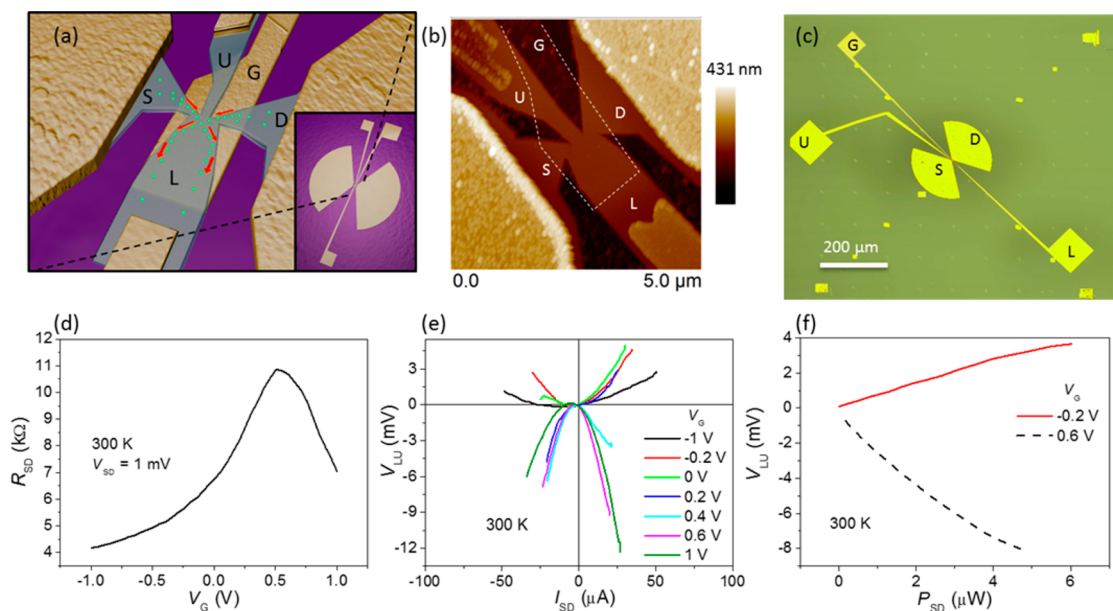 (a)
U
G
S
D
L
(b)
G
U
D
S
L
431 nm
0.0
5.0 μm
(c)
G
U
D
S
L
200 μm
(d)
12
11
10
9
8
7
6
5
4
R_SD (kΩ)
300 K
V_SD = 1 mV
-1.0
-0.5
0.0
0.5
1.0
V_G (V)
(e)
3
0
-3
-6
-9
-12
V_LU (mV)
V_G
-1 V
-0.2 V
0 V
0.2 V
0.4 V
0.6 V
1 V
300 K
-100
-50
0
50
100
I_SD (μA)
(f)
4
2
0
-2
-4
-6
-8
V_LU (mV)
V_G
-0.2 V
0.6 V
300 K
0
2
4
6
P_SD (μW)